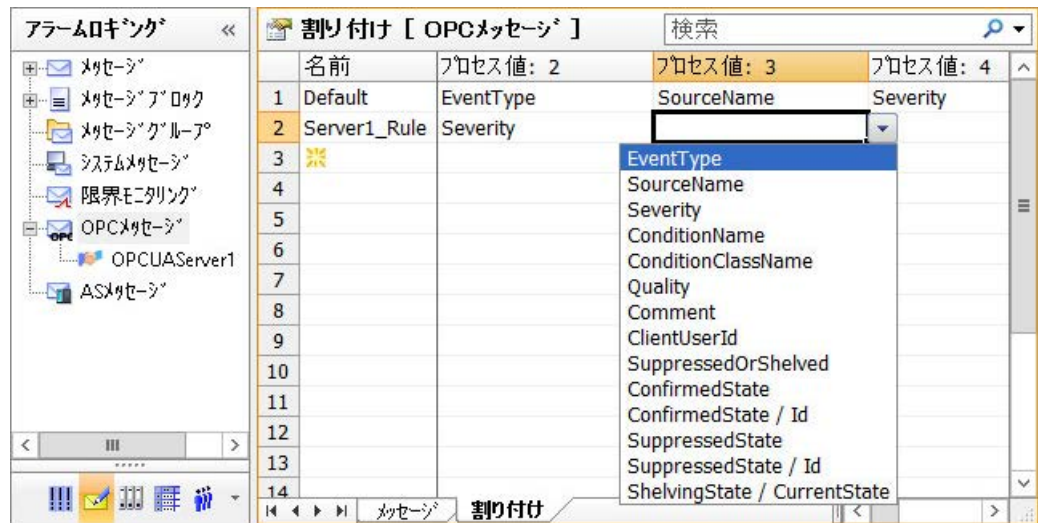 アラームロギング «
メッセージ
メッセージブロック
メッセージグループ
システムメッセージ
限界モニタリング
OPCメッセージ
OPCUAServer1
ASメッセージ
割り付け [ OPCメッセージ ]
検索
名前 プロセス値: 2 プロセス値: 3 プロセス値: 4
1 Default EventType SourceName Severity
2 Server1_Rule Severity
3
4
5
6
7
8
9
10
11
12
13
14
EventType
SourceName
Severity
ConditionName
ConditionClassName
Quality
Comment
ClientUserId
SuppressedOrShelved
ConfirmedState
ConfirmedState / Id
SuppressedState
SuppressedState / Id
ShelvingState / CurrentState
メッセージ 割り付け